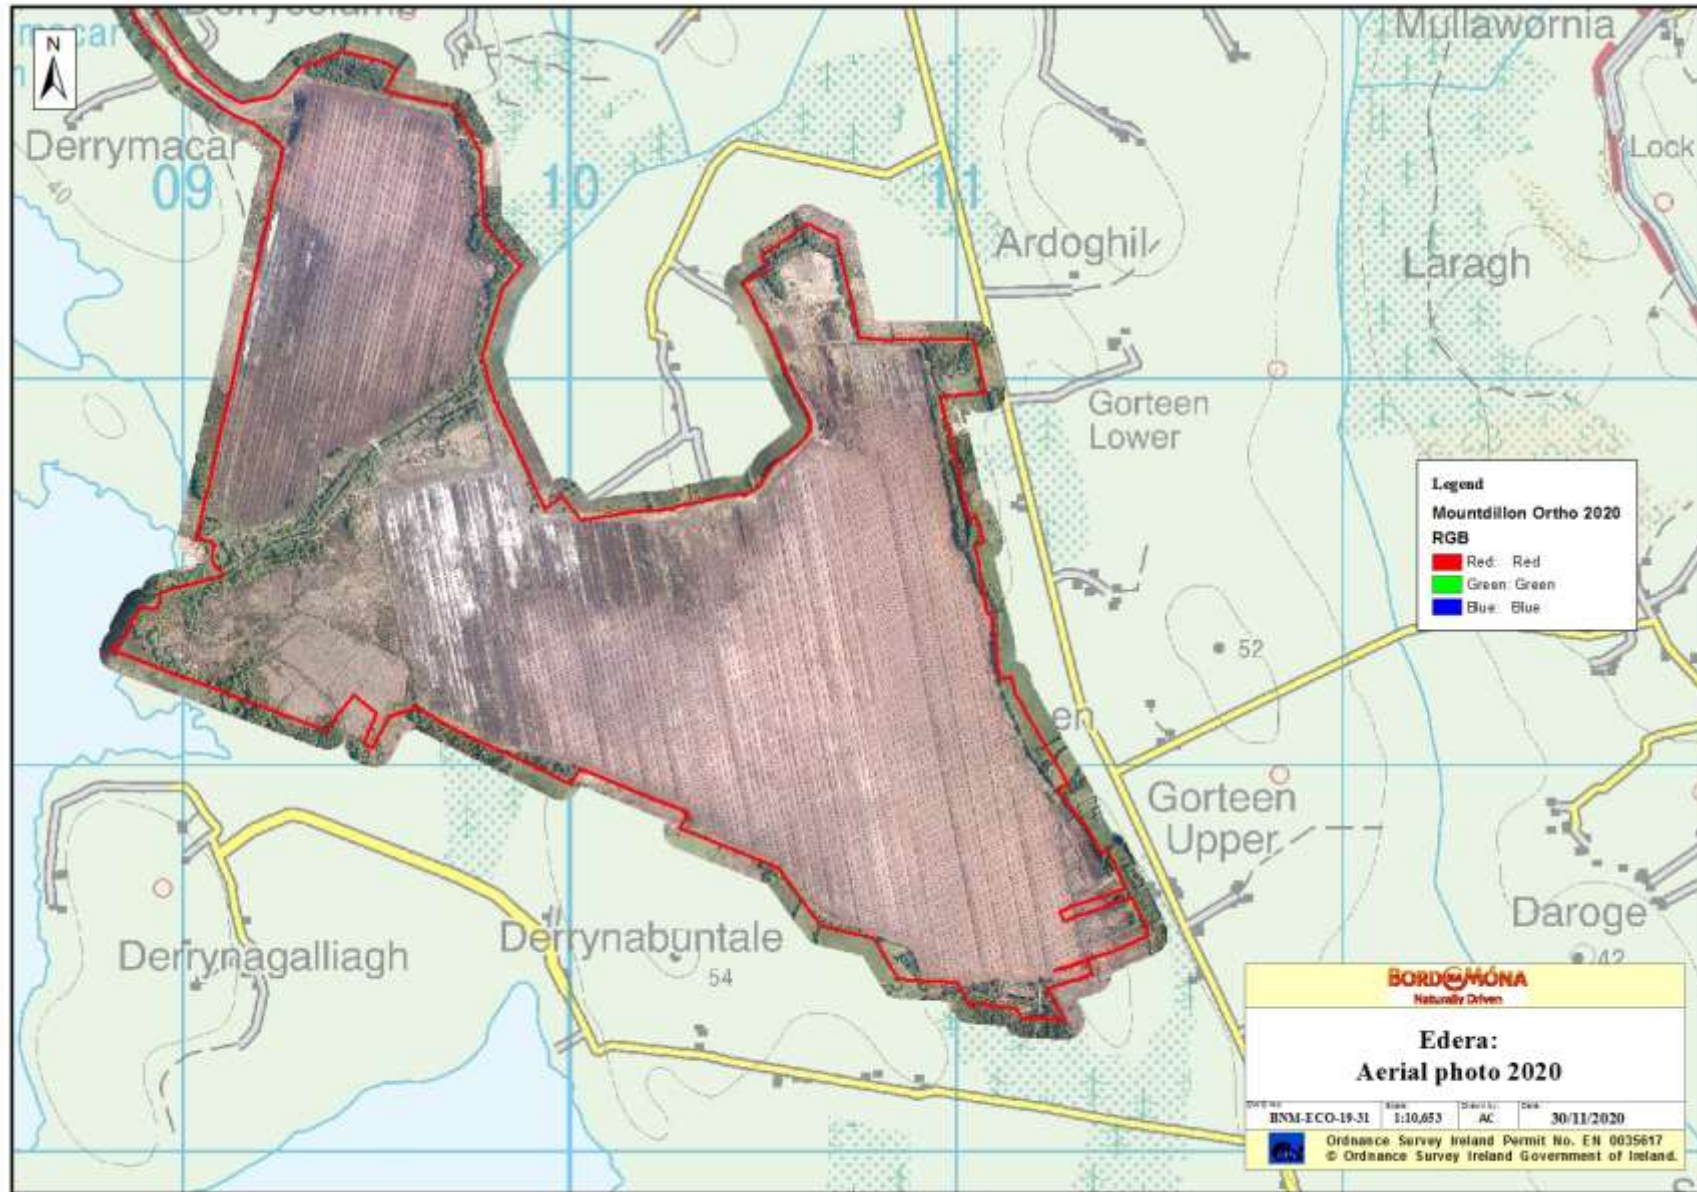 N
Derrymacar
40
09
10
11
Mullawornia
Lock
Ardoghil
Laragh
Gorteen
Lower
Legend
Mountdillon Ortho 2020
RGB
Red: Red
Green: Green
Blue: Blue
52
en
Gorteen
Upper
Daroge
42
Derrynagalliagh
Derrynabuntale
54
BORD NA MÓNA
Naturally Driven
Edera:
Aerial photo 2020
BNM-ECO-19-31 1:10,653 AC Date: 30/11/2020
Ordnance Survey Ireland Permit No. EN 0035617
© Ordnance Survey Ireland Government of Ireland.